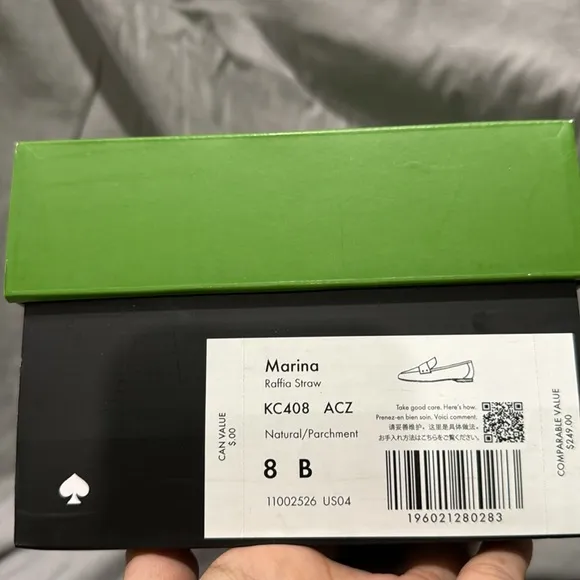 Marina
Raffia Straw
KC408 ACZ
Natural/Parchment
8 B
11002526 US04
CAN VALUE
$.00
Take good care. Here's how.
Prenez-en bien soin. Voici comment.
请妥善维护。这里是具体做法。
お手入れ方法はこちらをご覧ください。
196021280283
COMPARABLE VALUE
$249.00